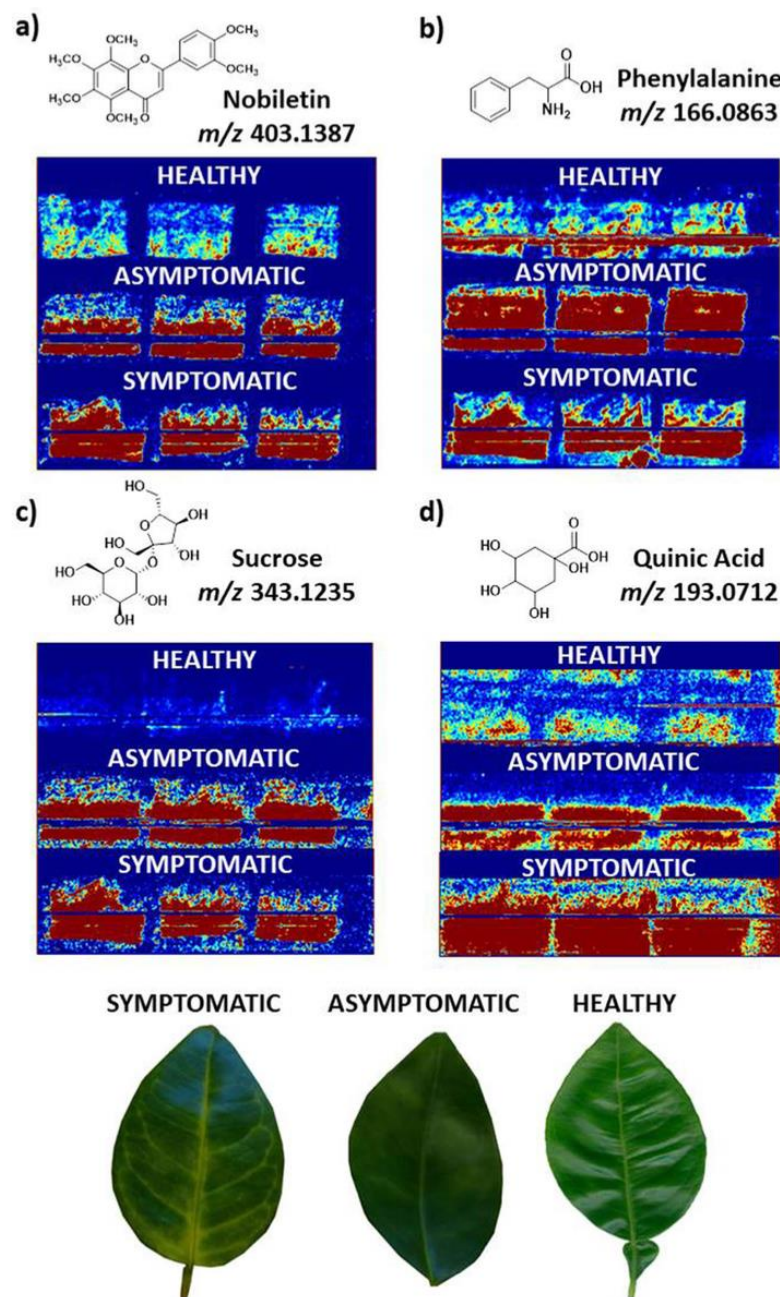 a)
OCH₃
OCH₃
H₃CO
OCH₃
H₃CO
OCH₃ O
Nobiletin
m/z 403.1387
HEALTHY
ASYMPTOMATIC
SYMPTOMATIC
b)
O
OH
NH₂
Phenylalanine
m/z 166.0863
HEALTHY
ASYMPTOMATIC
SYMPTOMATIC
c)
HO
OH
O
HO
HO
OH
O
HO
O
HO
OH
OH
Sucrose
m/z 343.1235
HEALTHY
ASYMPTOMATIC
SYMPTOMATIC
d)
O
HO
OH
OH
HO
OH
Quinic Acid
m/z 193.0712
HEALTHY
ASYMPTOMATIC
SYMPTOMATIC
SYMPTOMATIC ASYMPTOMATIC HEALTHY